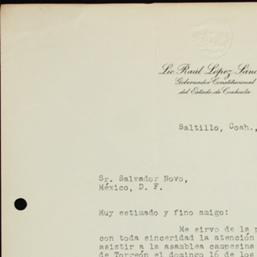 Lic. Raúl López Sánc
Gobernador Constitucional
del Estado de Coahuila
Saltillo, Coah.,
Sr. Salvador Novo,
México, D. F.
Muy estimado y fino amigo:
Me sirvo de la p
con toda sinceridad la atención
asistir a la asamblea campesina
de Torreón el domingo 16 de los